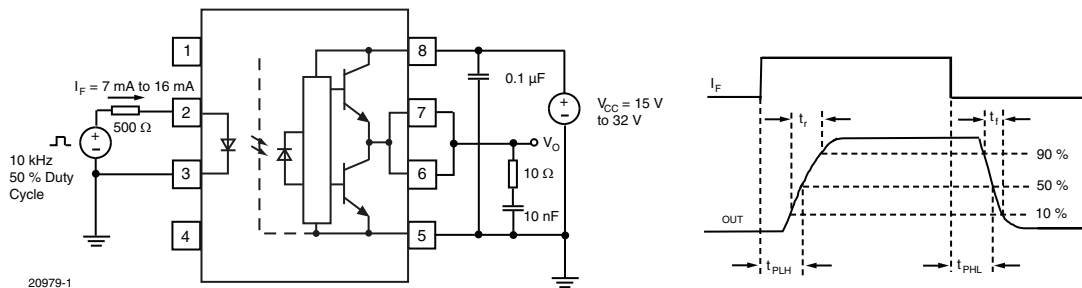 1
I_F = 7 mA to 16 mA
2
500 Ω
+
−
10 kHz
50 % Duty
Cycle
3
4
20979-1
8
7
6
5
0.1 µF
+
−
V_CC = 15 V
to 32 V
V_O
10 Ω
10 nF
I_F
t_r
t_f
90 %
50 %
10 %
OUT
t_PLH
t_PHL